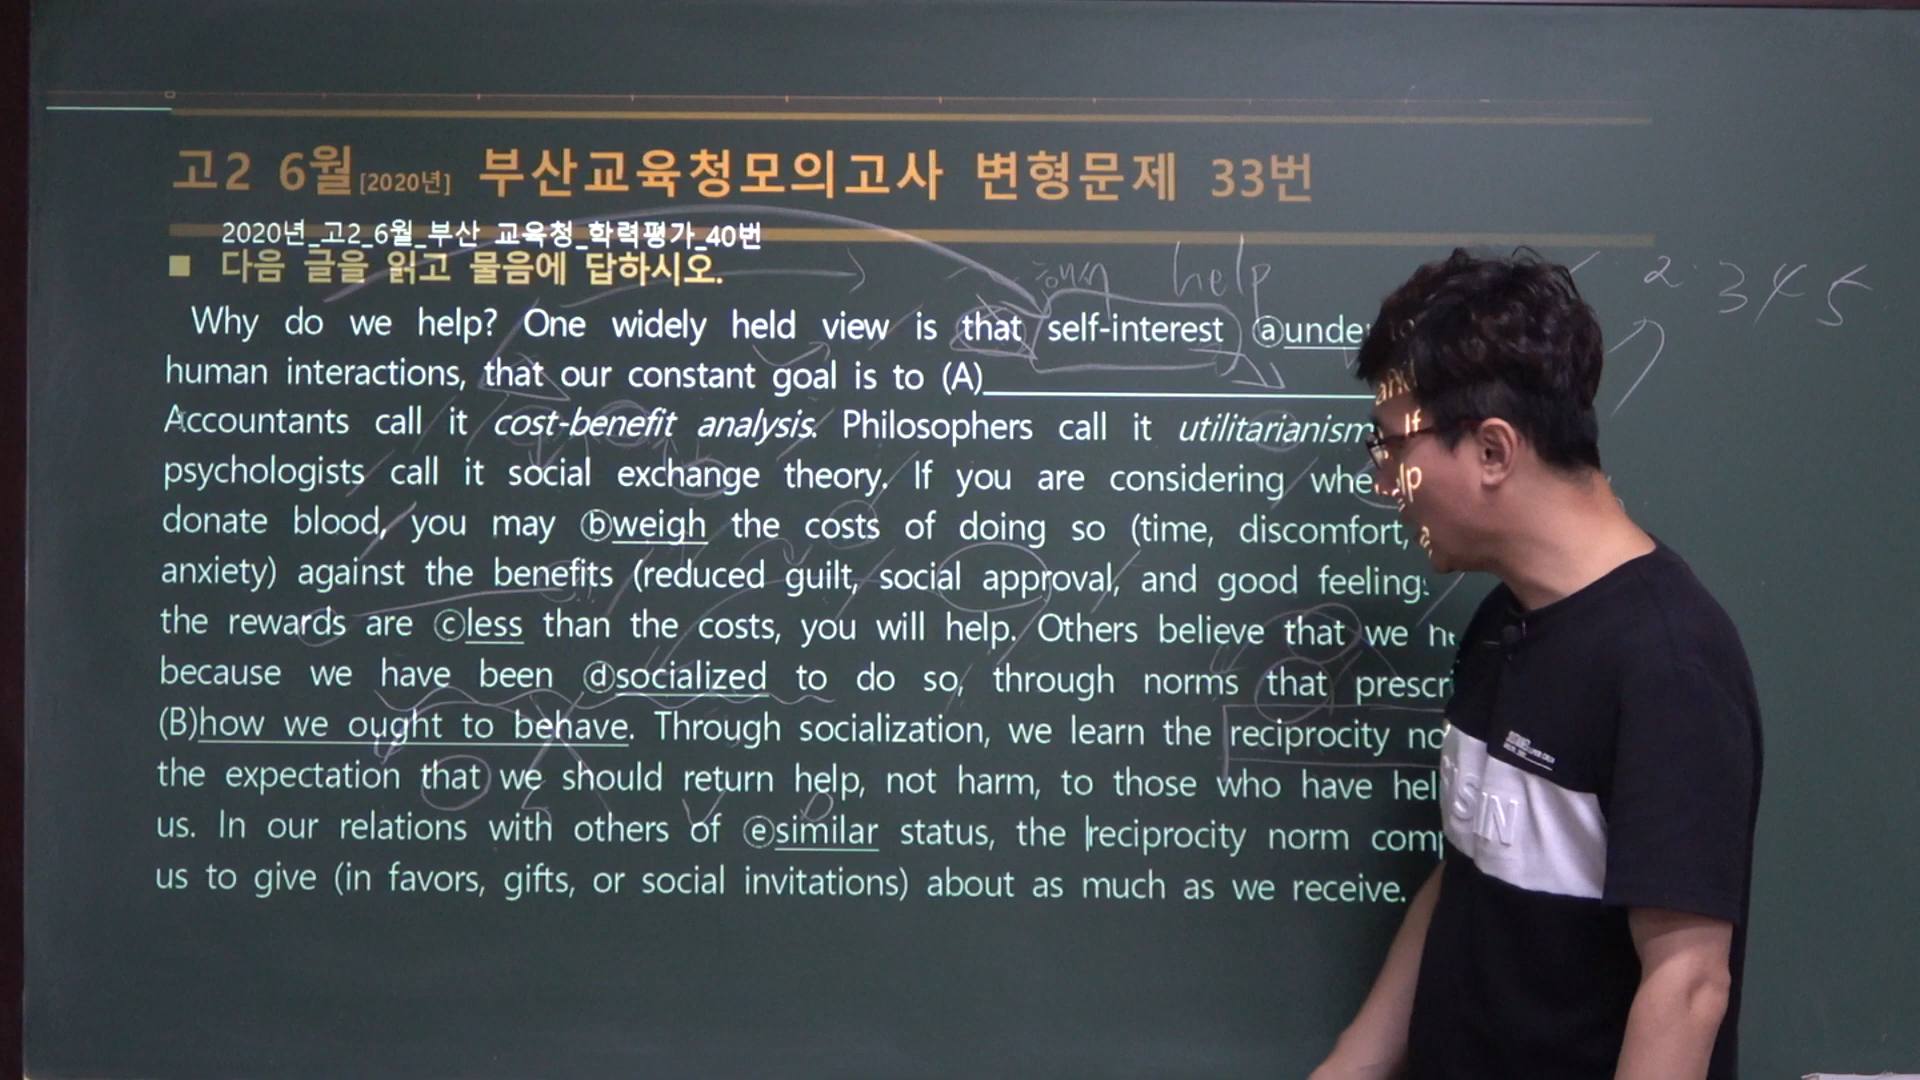 고2 6월[2020년] 부산교육청모의고사 변형문제 33번
2020년_고2_6월_부산 교육청_학력평가_40번
■ 다음 글을 읽고 물음에 답하시오.
help
2 3 4 5
Why do we help? One widely held view is that self-interest ⓐunde
human interactions, that our constant goal is to (A)
Accountants call it cost-benefit analysis. Philosophers call it utilitarianism
psychologists call it social exchange theory. If you are considering whe
donate blood, you may ⓑweigh the costs of doing so (time, discomfort,
anxiety) against the benefits (reduced guilt, social approval, and good feeling
the rewards are ⓒless than the costs, you will help. Others believe that we
because we have been ⓓsocialized to do so, through norms that prescri
(B)how we ought to behave. Through socialization, we learn the reciprocity no
the expectation that we should return help, not harm, to those who have hel
us. In our relations with others of ⓔsimilar status, the reciprocity norm comp
us to give (in favors, gifts, or social invitations) about as much as we receive.